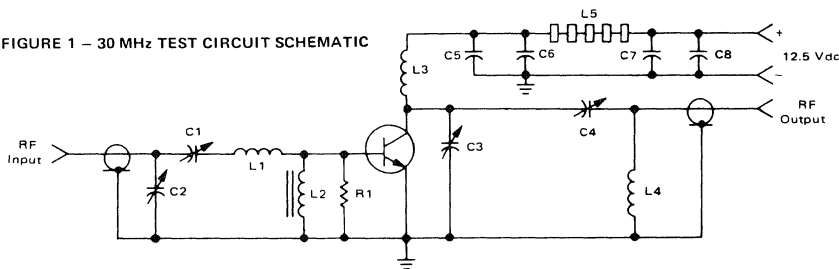 FIGURE 1 – 30 MHz TEST CIRCUIT SCHEMATIC
L5
+
C5
C6
C7
C8
12.5 Vdc
–
L3
RF
Output
C4
C3
C1
RF
Input
L1
C2
L2
R1
L4